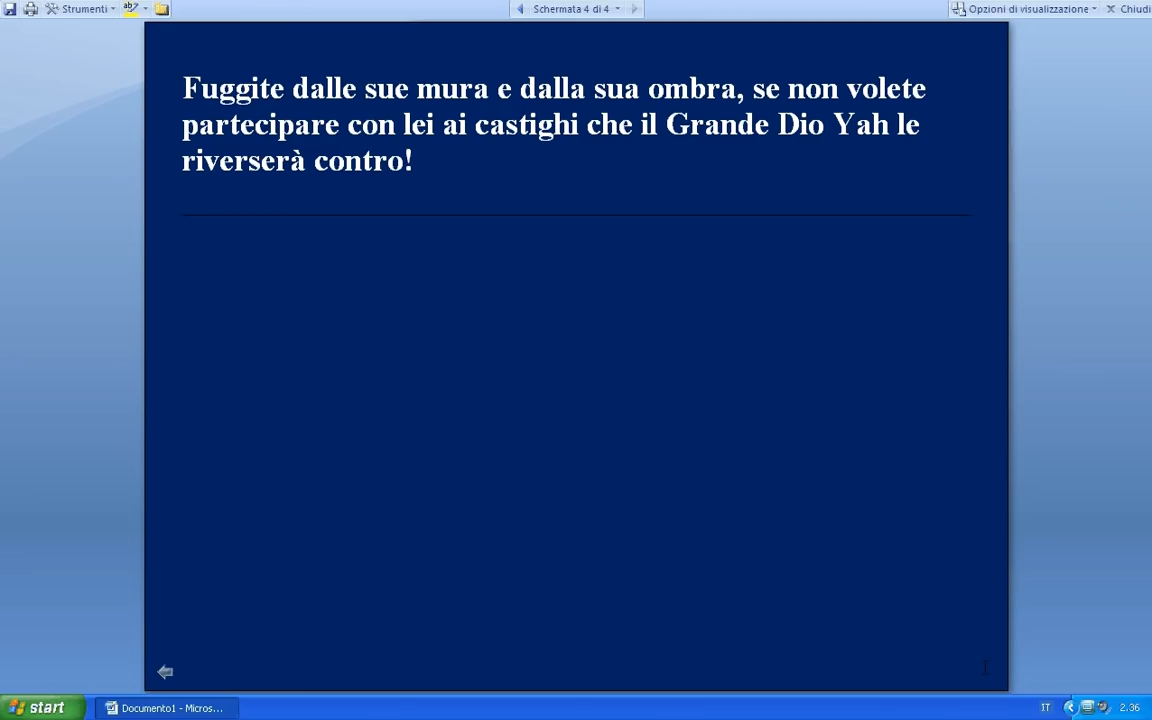 Strumenti
Schermata 4 di 4
Opzioni di visualizzazione
Chiudi
Fuggite dalle sue mura e dalla sua ombra, se non volete
partecipare con lei ai castighi che il Grande Dio Yah le
riverserà contro!
start
Documento1 - Micros...
IT
2.36